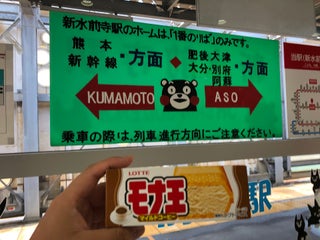 新水前寺駅のホームは、「1番のりば」のみです。
熊本
新幹線 方面
肥後大津
大分・別府 方面
阿蘇
KUMAMOTO
ASO
乗車の際は、列車進行方向にご注意ください。
LOTTE
モナ王
マイルドコーヒー
駅